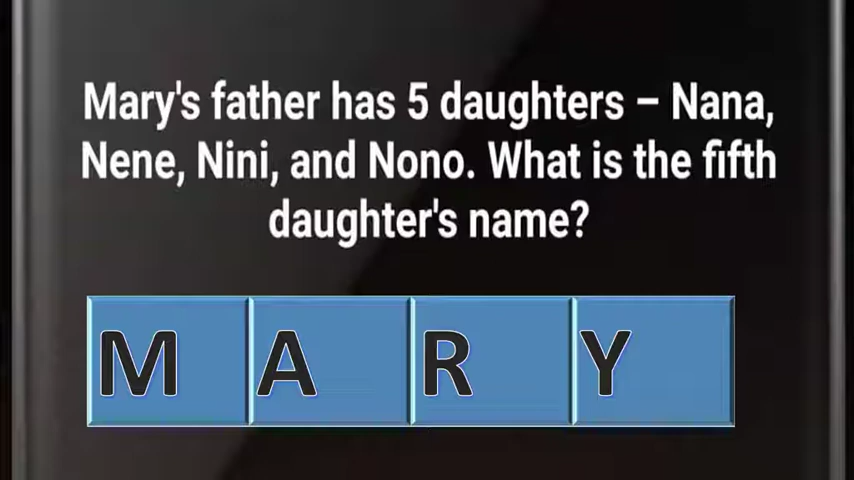 Mary's father has 5 daughters – Nana,
Nene, Nini, and Nono. What is the fifth
daughter's name?
M A R Y